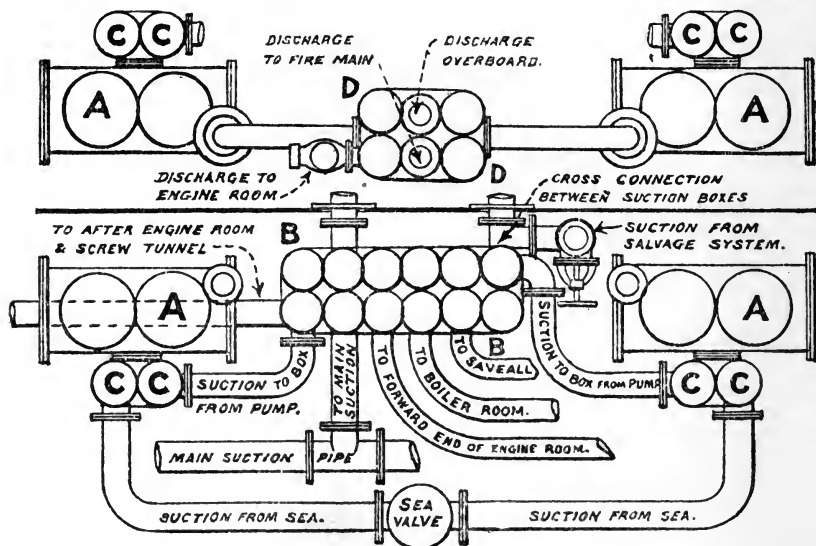 C C
C C
DISCHARGE
TO FIRE MAIN
DISCHARGE
OVERBOARD.
A
D
A
DISCHARGE TO
ENGINE ROOM
D
CROSS CONNECTION
BETWEEN SUCTION BOXES
TO AFTER ENGINE ROOM
& SCREW TUNNEL
B
SUCTION FROM
SALVAGE SYSTEM.
A
A
B
C C
SUCTION TO BOX
FROM PUMP.
TO MAIN
SUCTION
TO FORWARD END OF ENGINE ROOM.
TO BOILER ROOM.
TO SAVEALL
SUCTION TO BOX FROM PUMP
C C
MAIN SUCTION PIPE
SUCTION FROM SEA.
SEA
VALVE
SUCTION FROM SEA.